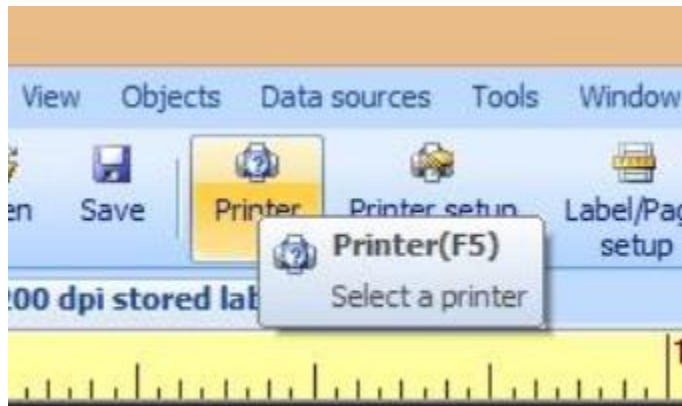 View Objects Data sources Tools Window
en Save Printer Printer setup Label/Pag
setup
Printer(F5)
Select a printer
200 dpi stored lab
1